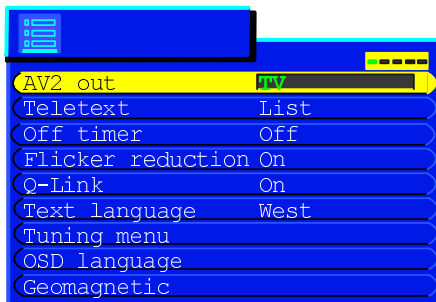 AV2 out TV
Teletext List
Off timer Off
Flicker reduction On
Q-Link On
Text language West
Tuning menu
OSD language
Geomagnetic